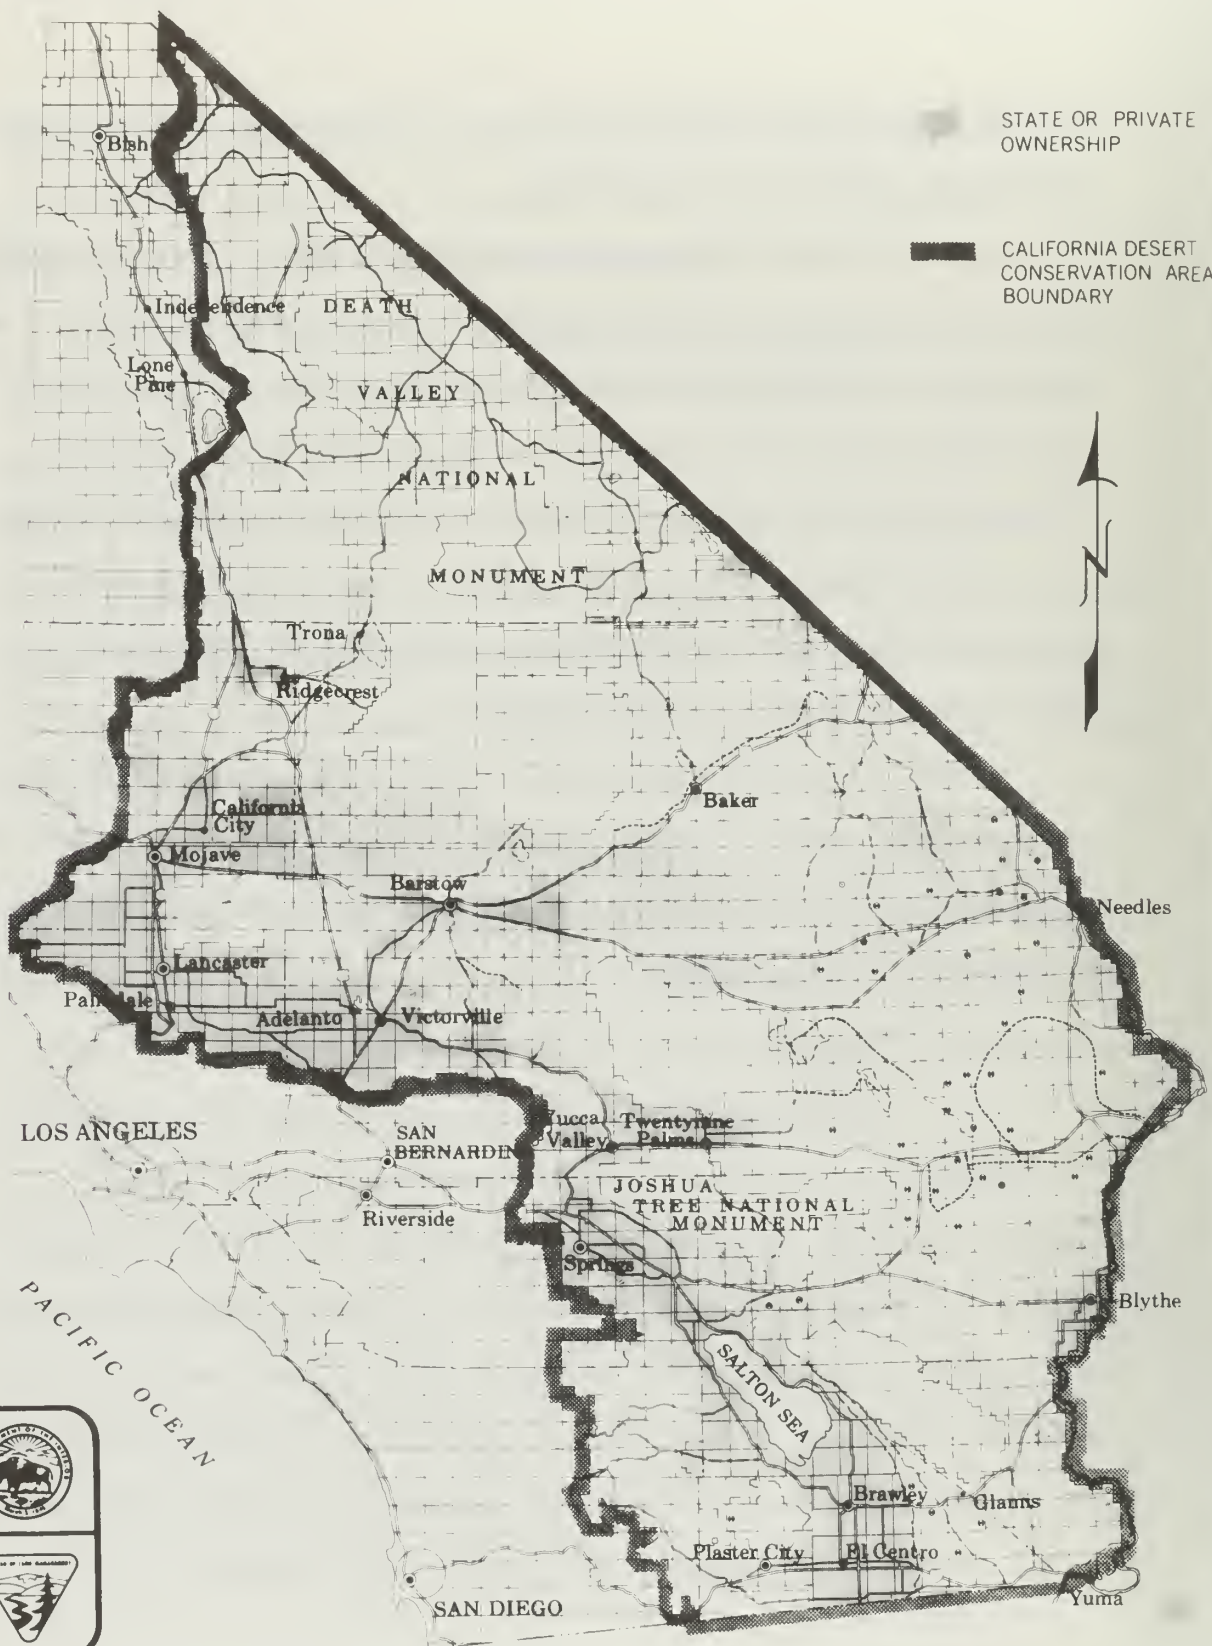 STATE OR PRIVATE
OWNERSHIP
CALIFORNIA DESERT
CONSERVATION AREA
BOUNDARY
Bish
Independence
DEATH
Lone
Pine
VALLEY
NATIONAL
MONUMENT
Trona
Ridgecrest
Baker
California
City
Mojave
Barstow
Needles
Lancaster
Palmdale
Adelanto
Victorville
LOS ANGELES
SAN
BERNARDIN
Yucca
Valley
Twentynine
Palms
Riverside
JOSHUA
TREE NATIONAL
MONUMENT
Springs
Blythe
PACIFIC OCEAN
SALTON SEA
Brawley
Glamis
Plaster City
El Centro
SAN DIEGO
Yuma